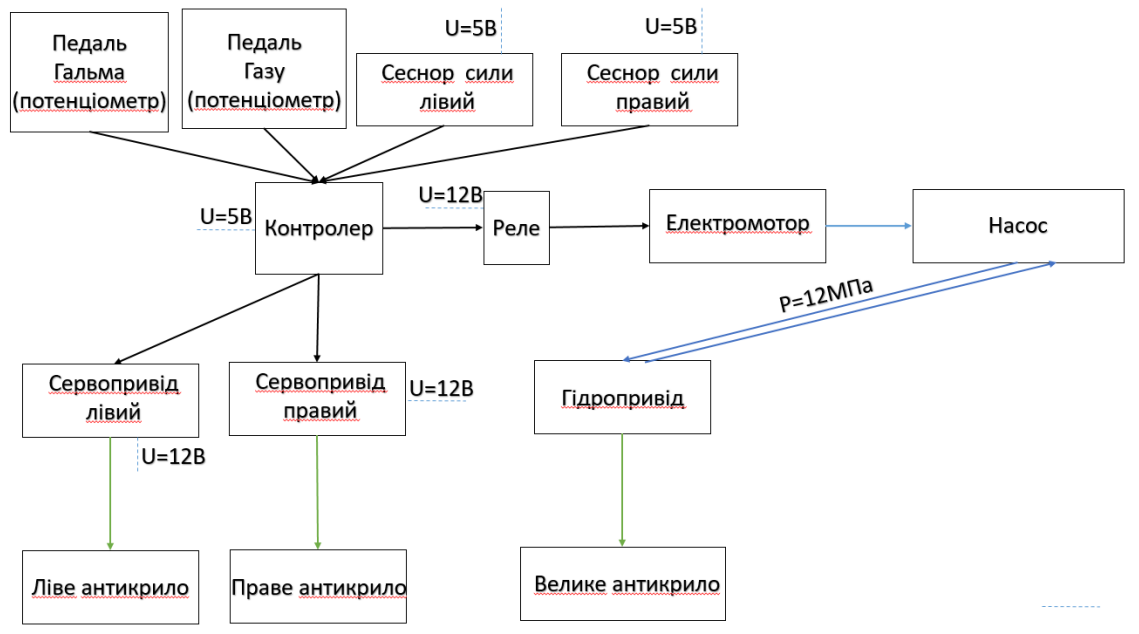 Педаль
Гальма
(потенціометр)
Педаль
Газу
(потенціометр)
U=5В
Сеснор сили
лівий
U=5В
Сеснор сили
правий
U=5В
Контролер
U=12В
Реле
Електромотор
Насос
P=12МПа
Сервопривід
лівий
U=12В
Сервопривід
правий
U=12В
Гідропривід
Ліве антикрило
Праве антикрило
Велике антикрило